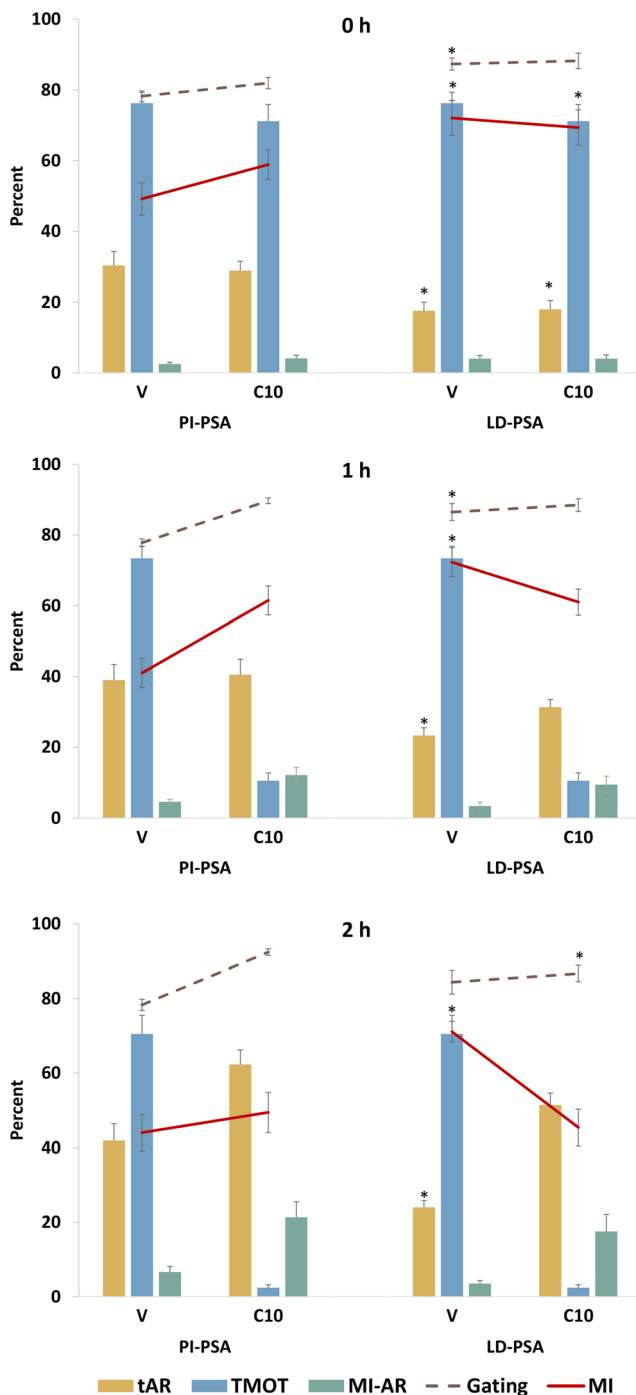 0 h
100
80
60
40
20
0
Percent
* * * * *
V C10 V C10
PI-PSA LD-PSA
1 h
100
80
60
40
20
0
Percent
* * *
V C10 V C10
PI-PSA LD-PSA
2 h
100
80
60
40
20
0
Percent
* * *
V C10 V C10
PI-PSA LD-PSA
tAR TMOT MI-AR Gating MI